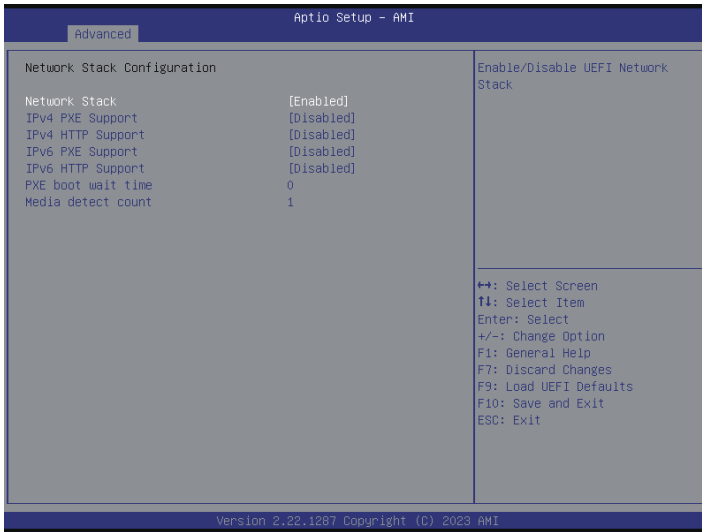 Aptio Setup – AMI
Advanced
Network Stack Configuration
Network Stack [Enabled]
IPv4 PXE Support [Disabled]
IPv4 HTTP Support [Disabled]
IPv6 PXE Support [Disabled]
IPv6 HTTP Support [Disabled]
PXE boot wait time 0
Media detect count 1
Enable/Disable UEFI Network
Stack
↔: Select Screen
↑↓: Select Item
Enter: Select
+/-: Change Option
F1: General Help
F7: Discard Changes
F9: Load UEFI Defaults
F10: Save and Exit
ESC: Exit
Version 2.22.1287 Copyright (C) 2023 AMI